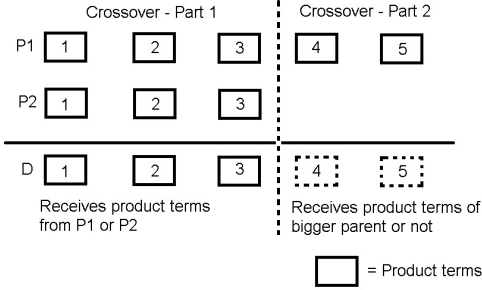 Crossover - Part 1
Crossover - Part 2
P1 1 2 3 4 5
P2 1 2 3
D 1 2 3 4 5
Receives product terms
from P1 or P2
Receives product terms of
bigger parent or not
= Product terms